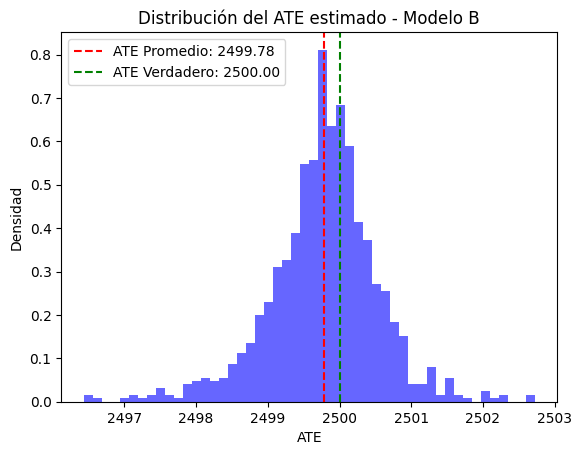 Distribución del ATE estimado - Modelo B
ATE Promedio: 2499.78
ATE Verdadero: 2500.00
Densidad
0.8
0.7
0.6
0.5
0.4
0.3
0.2
0.1
0.0
2497 2498 2499 2500 2501 2502 2503
ATE